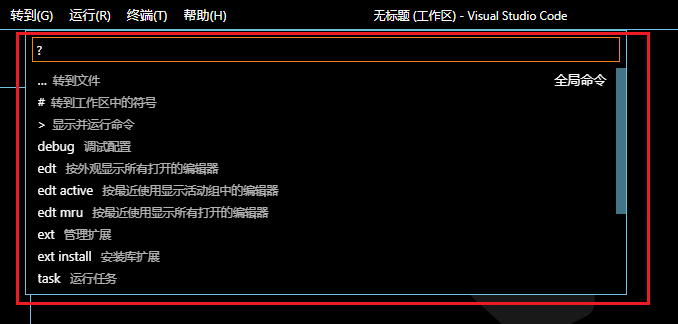 转到(G) 运行(R) 终端(T) 帮助(H) 无标题 (工作区) - Visual Studio Code
?
... 转到文件 全局命令
# 转到工作区中的符号
> 显示并运行命令
debug 调试配置
edt 按外观显示所有打开的编辑器
edt active 按最近使用显示活动组中的编辑器
edt mru 按最近使用显示所有打开的编辑器
ext 管理扩展
ext install 安装库扩展
task 运行任务